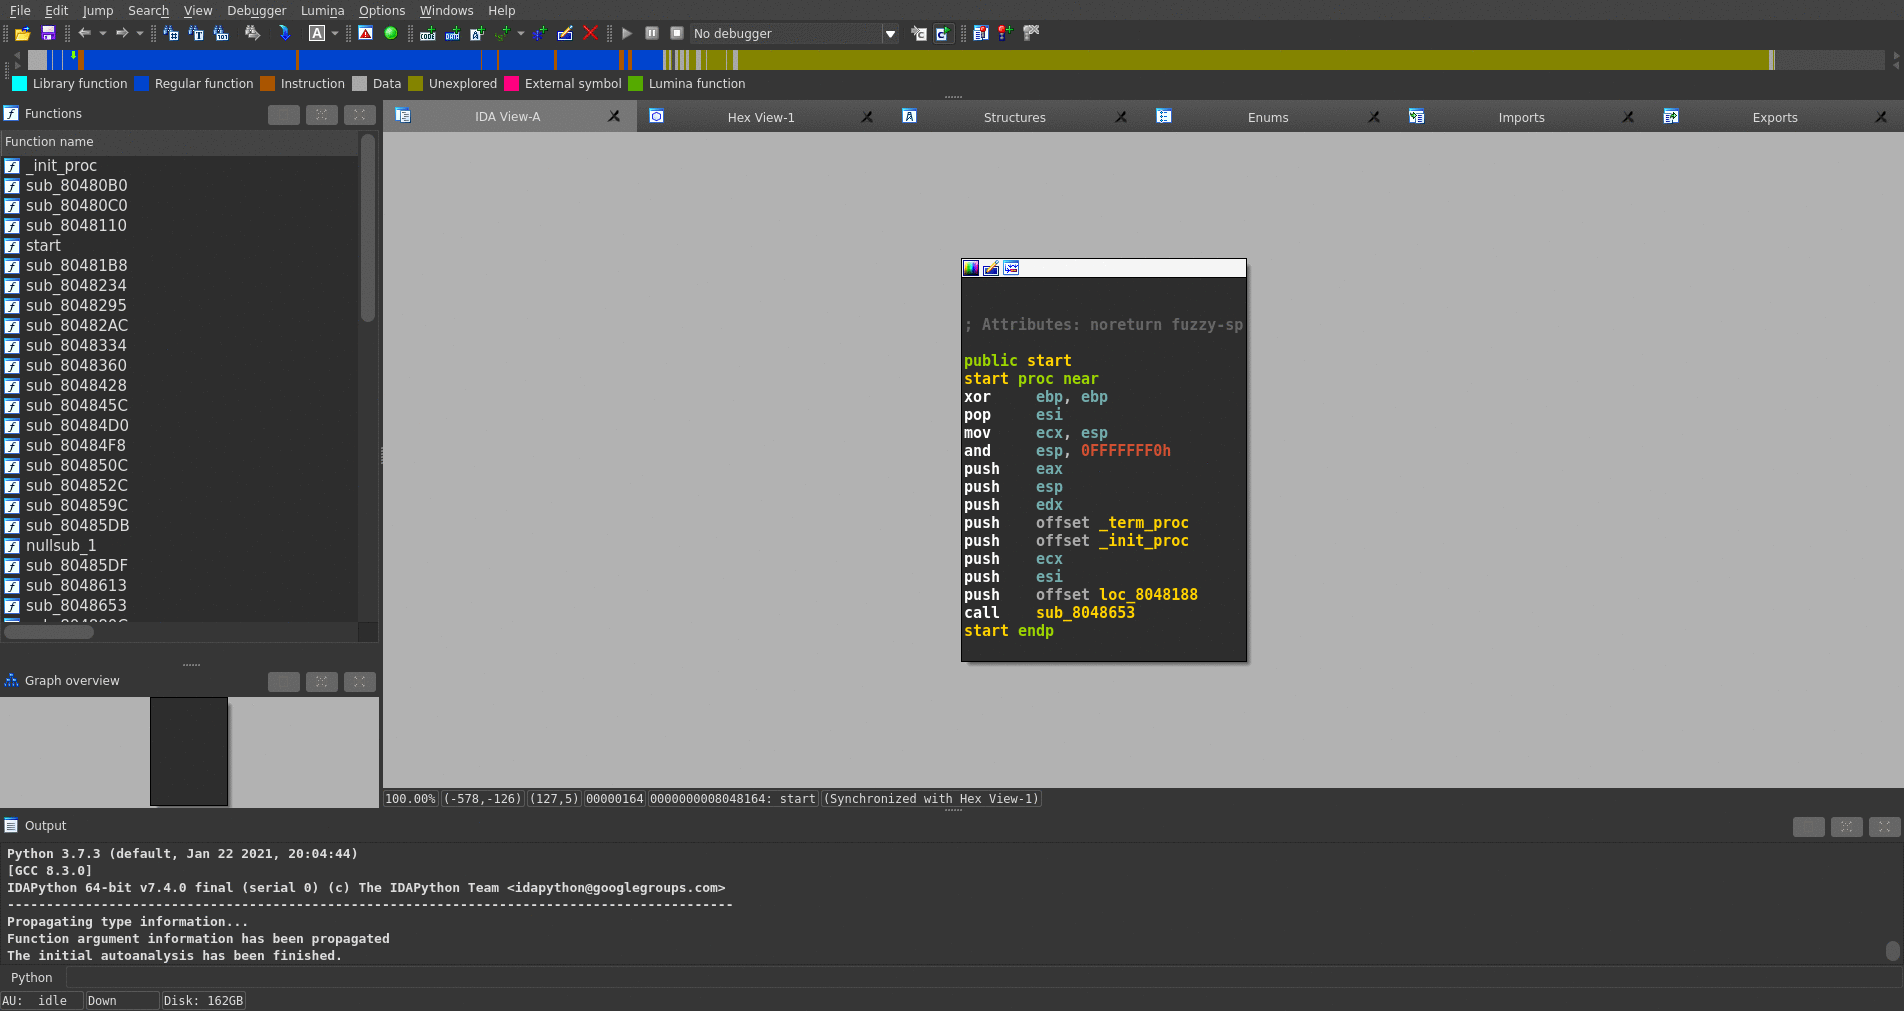 File Edit Jump Search View Debugger Lumina Options Windows Help
No debugger
Library function Regular function Instruction Data Unexplored External symbol Lumina function
Functions
Function name
_init_proc
sub_80480B0
sub_80480C0
sub_8048110
start
sub_80481B8
sub_8048234
sub_8048295
sub_80482AC
sub_8048334
sub_8048360
sub_8048428
sub_804845C
sub_80484D0
sub_80484F8
sub_804850C
sub_804852C
sub_804859C
sub_80485DB
nullsub_1
sub_80485DF
sub_8048613
sub_8048653
Graph overview
IDA View-A Hex View-1 Structures Enums Imports Exports
; Attributes: noreturn fuzzy-sp
public start
start proc near
xor ebp, ebp
pop esi
mov ecx, esp
and esp, 0FFFFFFF0h
push eax
push esp
push edx
push offset _term_proc
push offset _init_proc
push ecx
push esi
push offset loc_8048188
call sub_8048653
start endp
100.00% (-578,-126) (127,5) 00000164 0000000008048164: start (Synchronized with Hex View-1)
Output
Python 3.7.3 (default, Jan 22 2021, 20:04:44)
[GCC 8.3.0]
IDAPython 64-bit v7.4.0 final (serial 0) (c) The IDAPython Team <idapython@googlegroups.com>
---------------------------------------------------------------------------------------------
Propagating type information...
Function argument information has been propagated
The initial autoanalysis has been finished.
Python
AU: idle Down Disk: 162GB